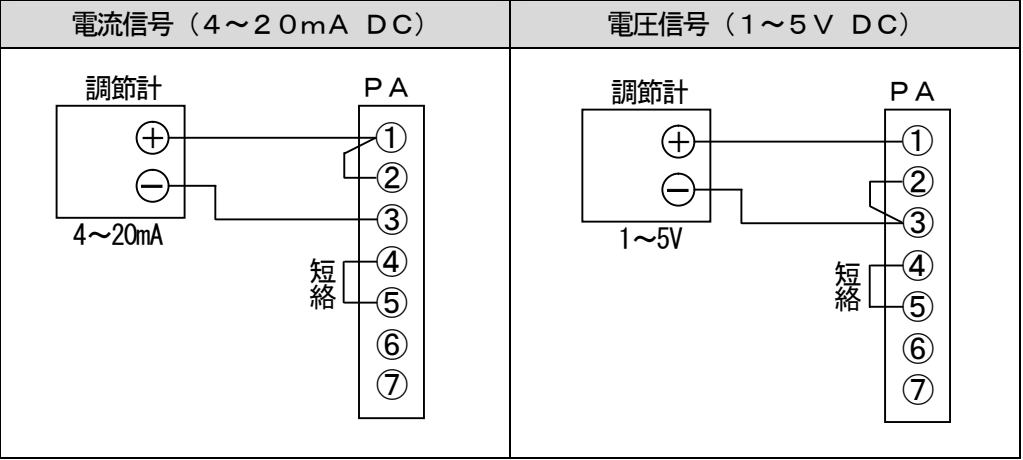 電流信号（４～２０ｍＡ ＤＣ）
電圧信号（１～５Ｖ ＤＣ）
調節計
ＰＡ
＋
－
4～20mA
短絡
①
②
③
④
⑤
⑥
⑦
調節計
ＰＡ
＋
－
1～5V
短絡
①
②
③
④
⑤
⑥
⑦